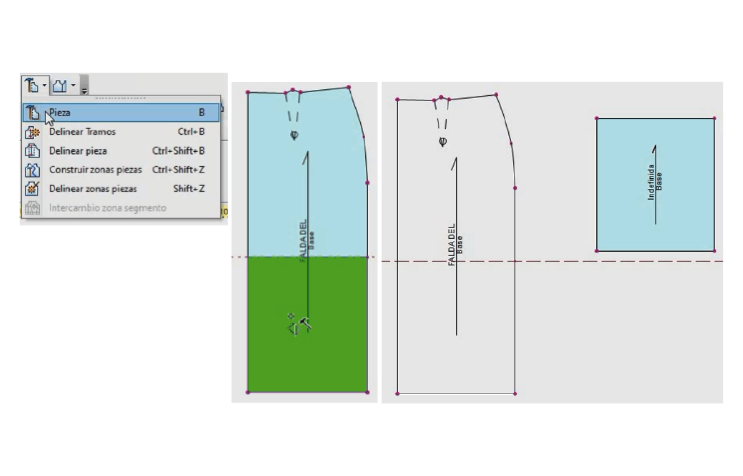 Pieza B
Delinear Tramos Ctrl+B
Delinear pieza Ctrl+Shift+B
Construir zonas piezas Ctrl+Shift+Z
Delinear zonas piezas Shift+Z
Intercambio zona segmento
FALDA DEL
Base
FALDA DEL
Base
Indefinida
Base